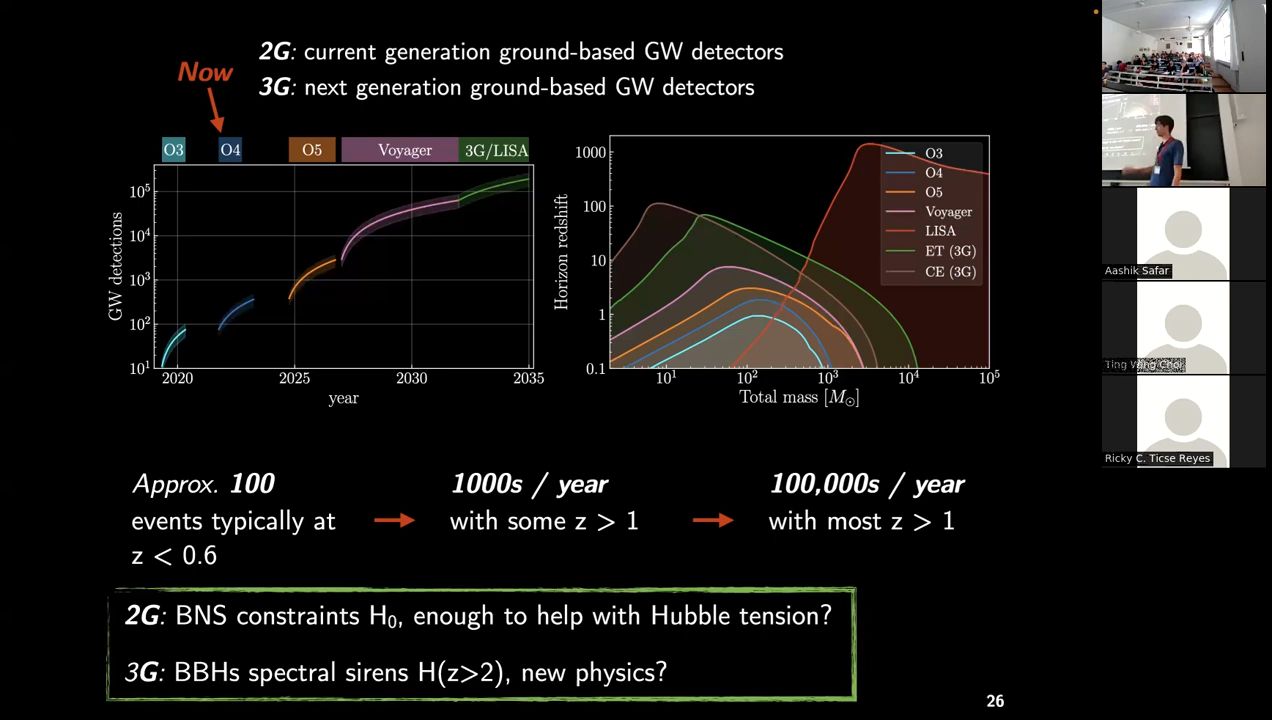 2G: current generation ground-based GW detectors
3G: next generation ground-based GW detectors
Now
O3
O4
O5
Voyager
3G/LISA
GW detections
10^5
10^4
10^3
10^2
10^1
2020
2025
2030
2035
year
Horizon redshift
1000
100
10
1
0.1
10^1
10^2
10^3
10^4
10^5
Total mass [M_⊙]
O3
O4
O5
Voyager
LISA
ET (3G)
CE (3G)
Approx. 100
events typically at
z < 0.6
1000s / year
with some z > 1
100,000s / year
with most z > 1
2G: BNS constraints H₀, enough to help with Hubble tension?
3G: BBHs spectral sirens H(z>2), new physics?
26
Aashik Safar
Ting
Ricky C. Ticse Reyes